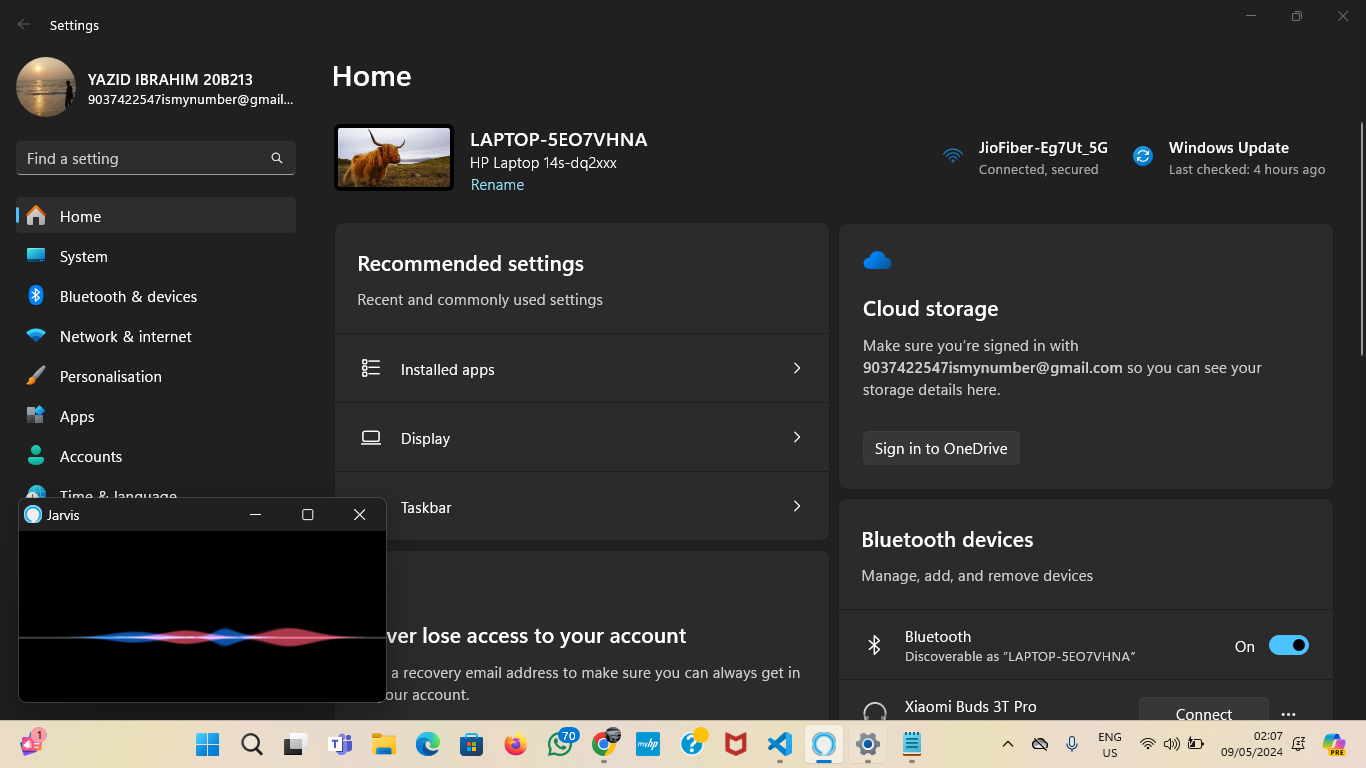 Settings
YAZID IBRAHIM 20B213
9037422547ismynumber@gmail...
Find a setting
Home
System
Bluetooth & devices
Network & internet
Personalisation
Apps
Accounts
Time & language
Home
LAPTOP-5EO7VHNA
HP Laptop 14s-dq2xxx
Rename
JioFiber-Eg7Ut_5G
Connected, secured
Windows Update
Last checked: 4 hours ago
Recommended settings
Recent and commonly used settings
Installed apps
Display
Taskbar
Cloud storage
Make sure you're signed in with
9037422547ismynumber@gmail.com so you can see your
storage details here.
Sign in to OneDrive
Jarvis
ver lose access to your account
a recovery email address to make sure you can always get in
our account.
Bluetooth devices
Manage, add, and remove devices
Bluetooth
Discoverable as "LAPTOP-5EO7VHNA"
On
Xiaomi Buds 3T Pro
Connect
1
70
myhp
ENG
US
02:07
09/05/2024
PRE